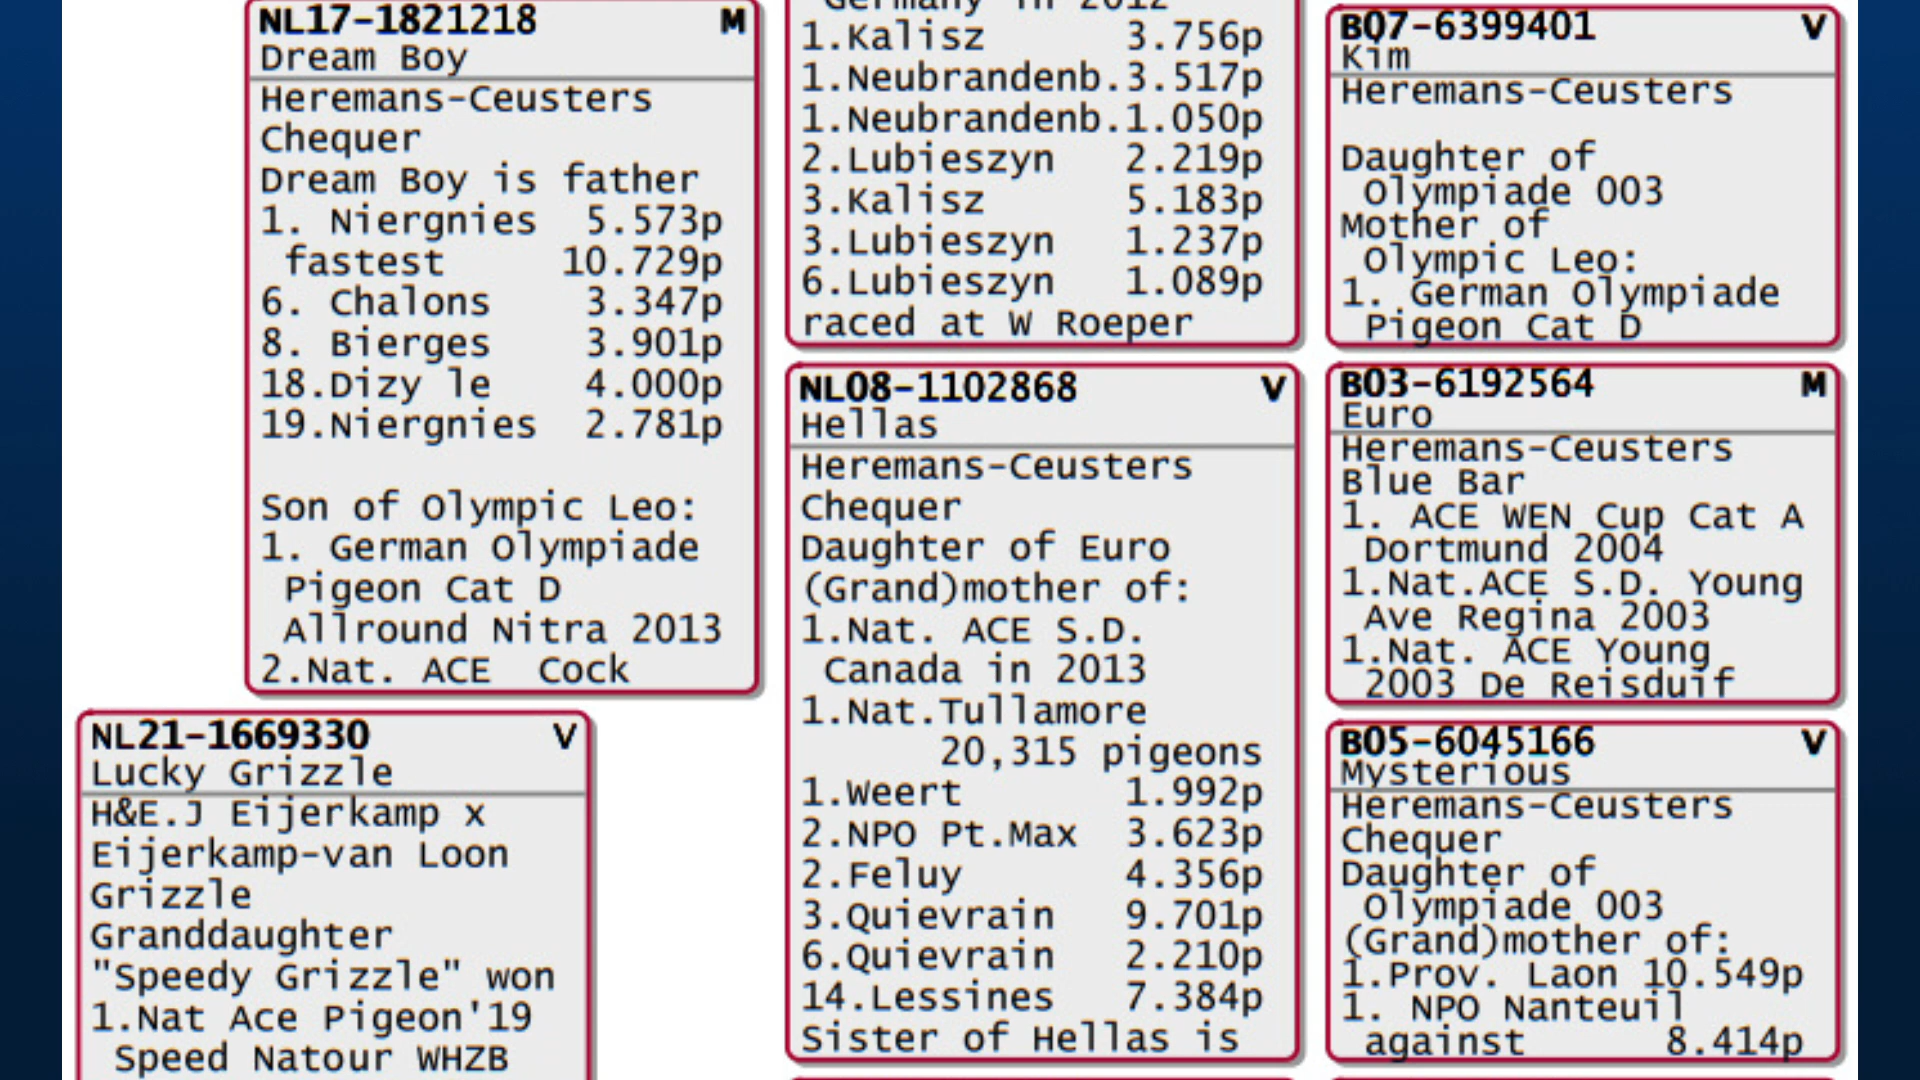 NL17-1821218 M
Dream Boy
Heremans-Ceusters
Chequer
Dream Boy is father
1. Niergnies 5.573p
fastest 10.729p
6. Chalons 3.347p
8. Bierges 3.901p
18.Dizy le 4.000p
19.Niergnies 2.781p
Son of Olympic Leo:
1. German Olympiade
Pigeon Cat D
Allround Nitra 2013
2.Nat. ACE Cock
NL21-1669330 V
Lucky Grizzle
H&E.J Eijerkamp x
Eijerkamp-van Loon
Grizzle
Granddaughter
"Speedy Grizzle" won
1.Nat Ace Pigeon'19
Speed Natour WHZB
Germany in 2012
1.Kalisz 3.756p
1.Neubrandenb.3.517p
1.Neubrandenb.1.050p
2.Lubieszyn 2.219p
3.Kalisz 5.183p
3.Lubieszyn 1.237p
6.Lubieszyn 1.089p
raced at W Roeper
NL08-1102868 V
Hellas
Heremans-Ceusters
Chequer
Daughter of Euro
(Grand)mother of:
1.Nat. ACE S.D.
Canada in 2013
1.Nat.Tullamore
20,315 pigeons
1.Weert 1.992p
2.NPO Pt.Max 3.623p
2.Feluy 4.356p
3.Quievrain 9.701p
6.Quievrain 2.210p
14.Lessines 7.384p
Sister of Hellas is
B07-6399401 V
Kim
Heremans-Ceusters
Daughter of
Olympiade 003
Mother of
Olympic Leo:
1. German Olympiade
Pigeon Cat D
B03-6192564 M
Euro
Heremans-Ceusters
Blue Bar
1. ACE WEN Cup Cat A
Dortmund 2004
1.Nat.ACE S.D. Young
Ave Regina 2003
1.Nat. ACE Young
2003 De Reisduif
B05-6045166 V
Mysterious
Heremans-Ceusters
Chequer
Daughter of
Olympiade 003
(Grand)mother of:
1.Prov. Laon 10.549p
1. NPO Nanteuil
against 8.414p